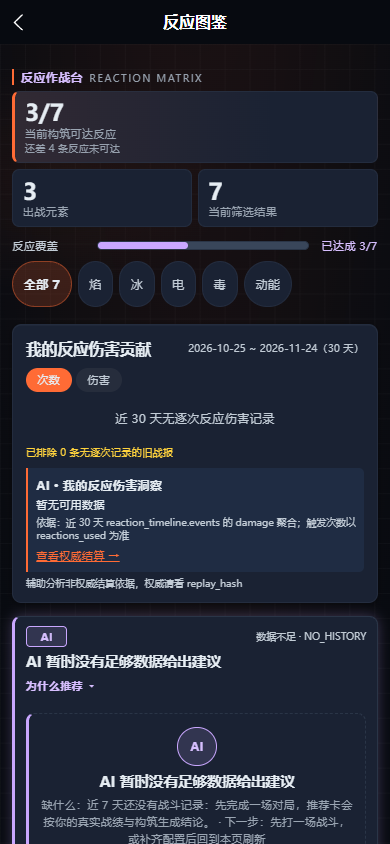 反应图鉴
反应作战台 REACTION MATRIX
3/7
当前构筑可达反应
还差 4 条反应未可达
3
出战元素
7
当前筛选结果
反应覆盖
已达成 3/7
全部 7
焰
冰
电
毒
动能
我的反应伤害贡献
2026-10-25 ~ 2026-11-24（30 天）
次数
伤害
近 30 天无逐次反应伤害记录
已排除 0 条无逐次记录的旧战报
AI · 我的反应伤害洞察
暂无可用数据
依据：近 30 天 reaction_timeline.events 的 damage 聚合；触发次数以
reactions_used 为准
查看权威结算 →
辅助分析非权威结算依据，权威请看 replay_hash
AI
数据不足 · NO_HISTORY
AI 暂时没有足够数据给出建议
为什么推荐
AI
AI 暂时没有足够数据给出建议
缺什么：近 7 天还没有战斗记录：先完成一场对局，推荐卡会
按你的真实战绩与构筑生成结论。 · 下一步：先打一场战斗，
或补齐配置后回到本页刷新